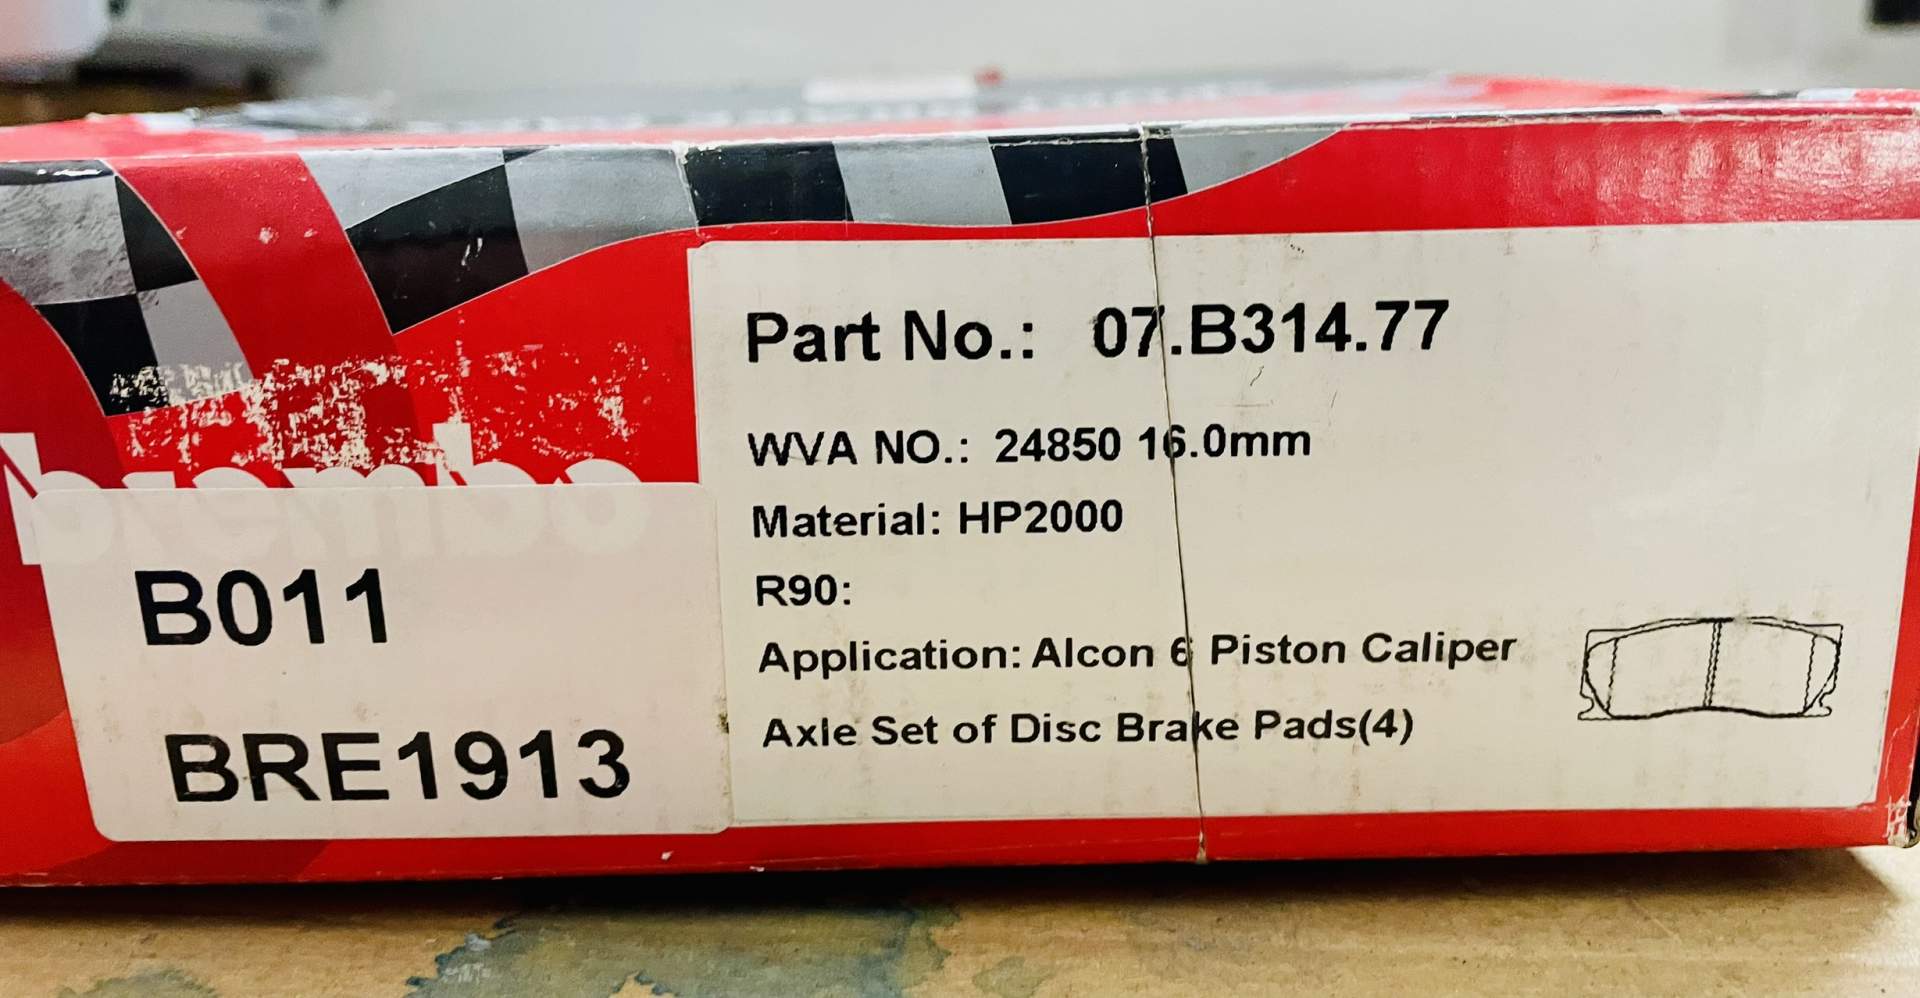 brembo
B011
BRE1913
Part No.: 07.B314.77
WVA NO.: 24850 16.0mm
Material: HP2000
R90:
Application: Alcon 6 Piston Caliper
Axle Set of Disc Brake Pads(4)